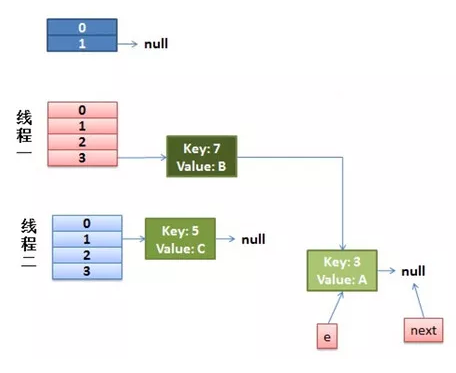 0
1
null
线程一
0
1
2
3
Key: 7
Value: B
线程二
0
1
2
3
Key: 5
Value: C
null
Key: 3
Value: A
null
e
next